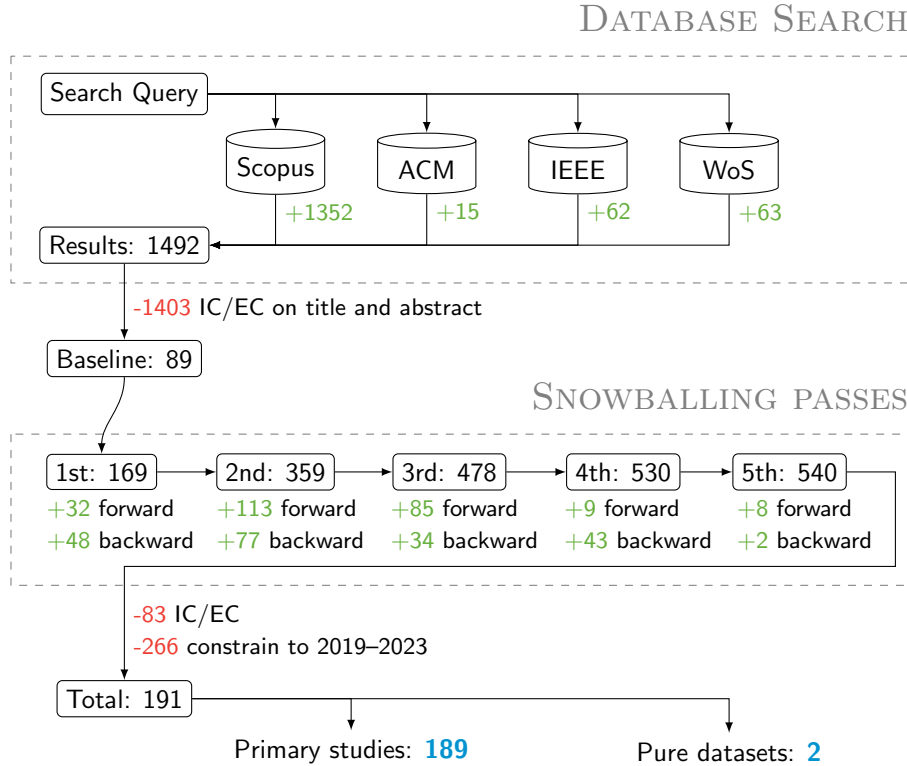 DATABASE SEARCH
Search Query
Scopus ACM IEEE WoS
+1352 +15 +62 +63
Results: 1492
-1403 IC/EC on title and abstract
Baseline: 89
SNOWBALLING PASSES
1st: 169 2nd: 359 3rd: 478 4th: 530 5th: 540
+32 forward +113 forward +85 forward +9 forward +8 forward
+48 backward +77 backward +34 backward +43 backward +2 backward
-83 IC/EC
-266 constrain to 2019–2023
Total: 191
Primary studies: 189 Pure datasets: 2